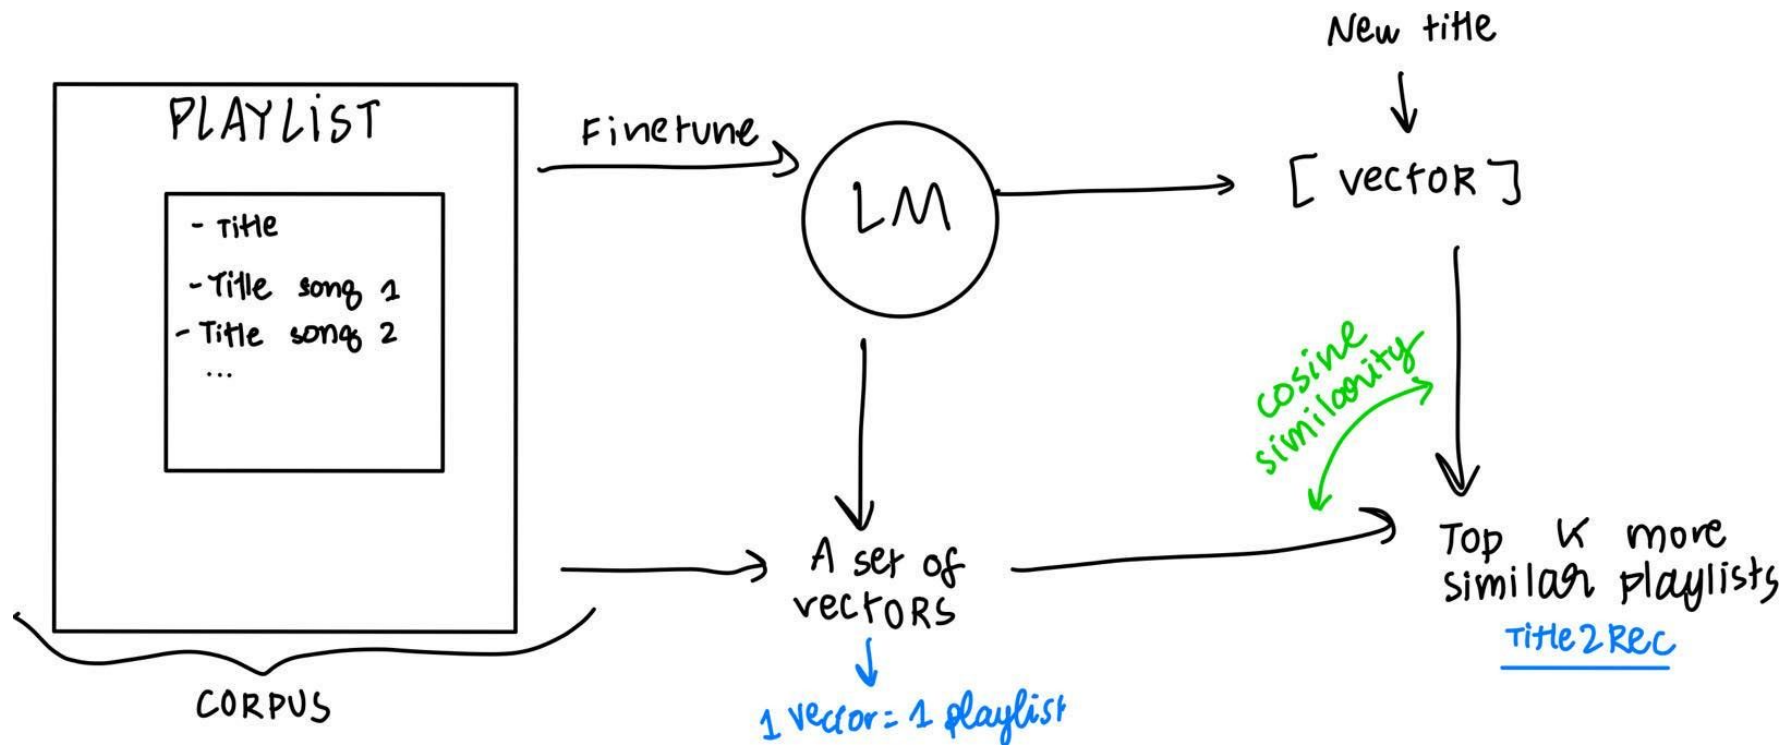 New title
PLAYLIST
Finetune
LM
[ vector ]
- Title
- Title song 1
- Title song 2
...
cosine
similarity
A set of
vectors
Top K more
similar playlists
Title2Rec
CORPUS
1 vector = 1 playlist